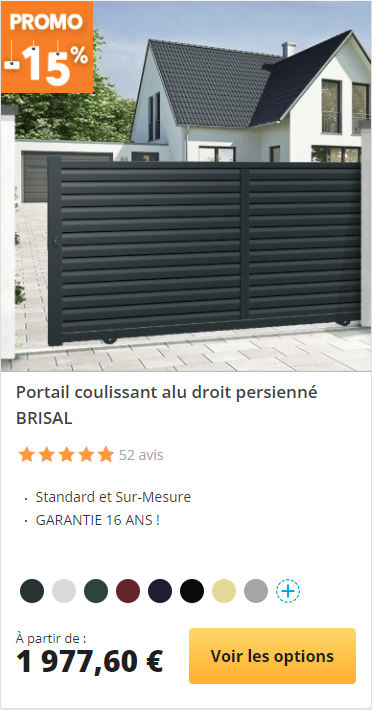 PROMO
-15%
Portail coulissant alu droit persienné
BRISAL
52 avis
· Standard et Sur-Mesure
· GARANTIE 16 ANS !
À partir de :
1 977,60 €
Voir les options